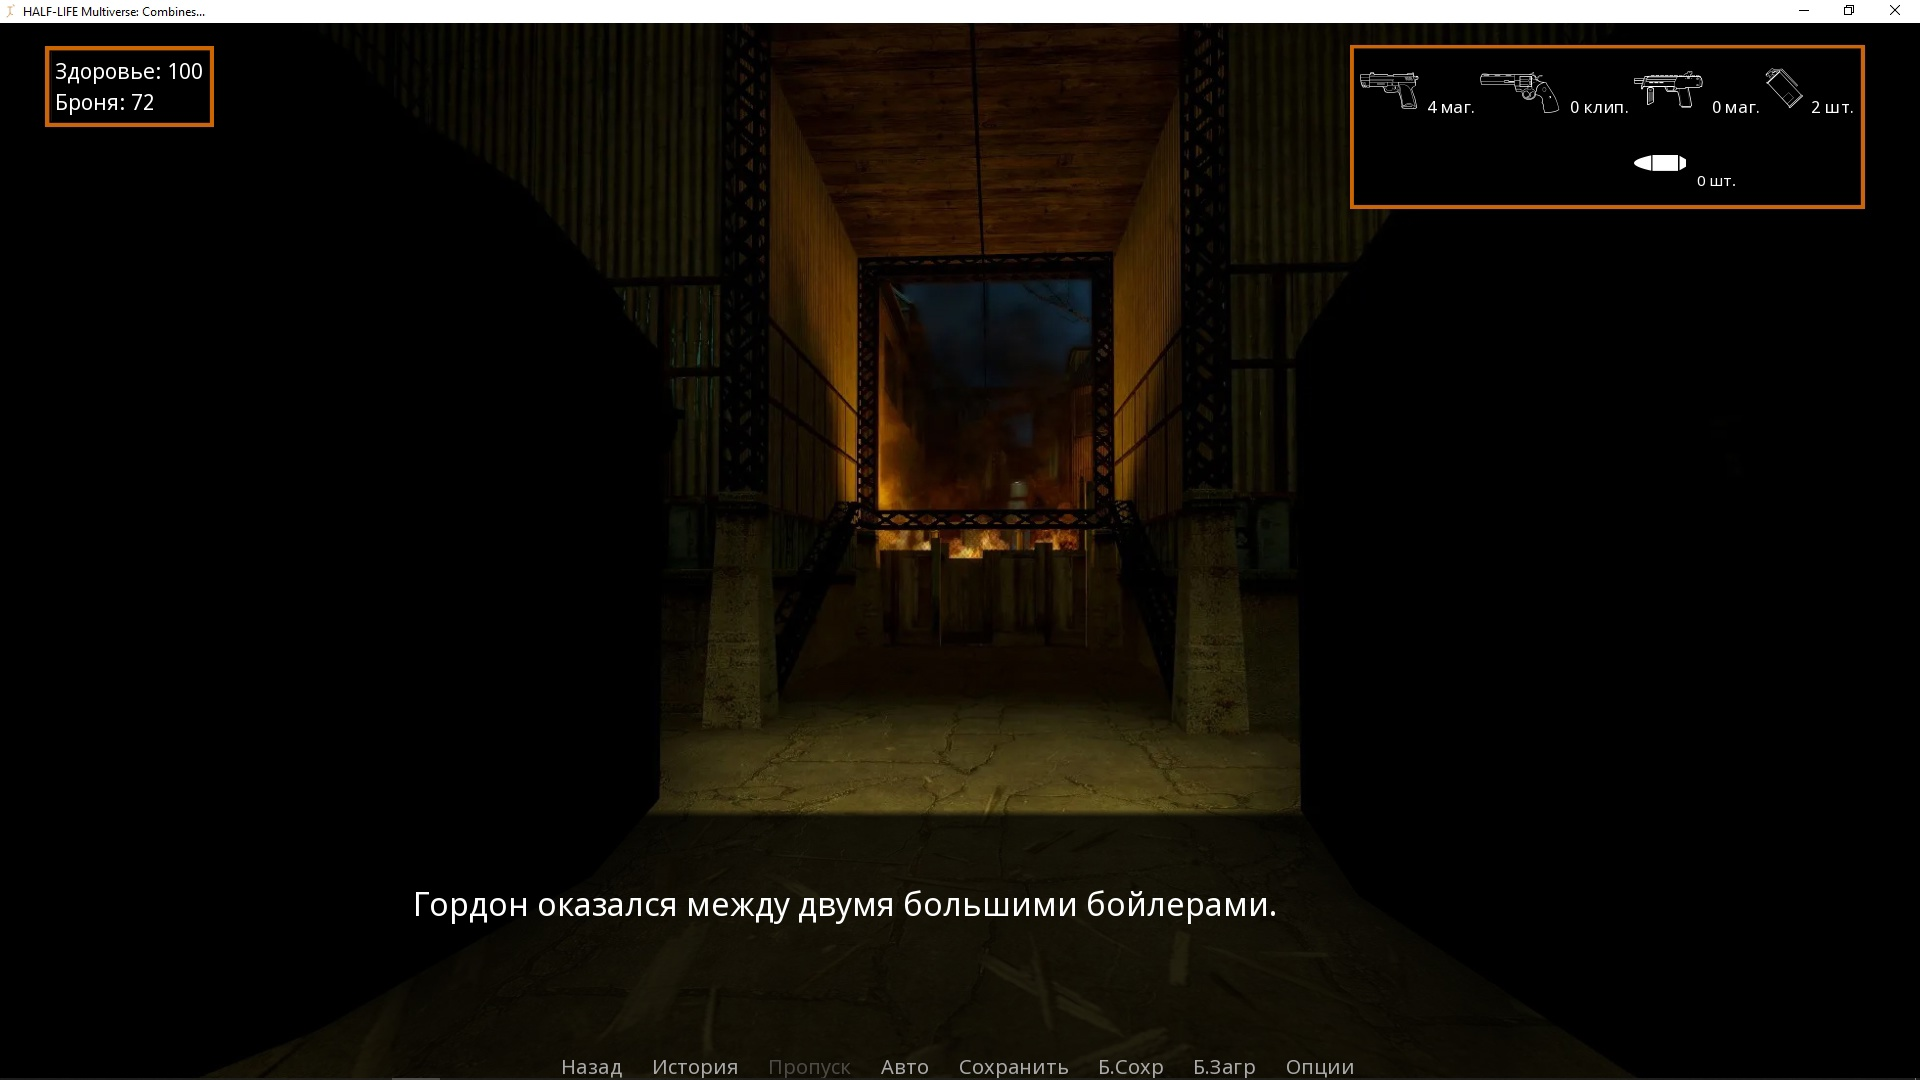 HALF-LIFE Multiverse: Combines...
Здоровье: 100
Броня: 72
4 маг.
0 клип.
0 маг.
2 шт.
0 шт.
Гордон оказался между двумя большими бойлерами.
Назад История Пропуск Авто Сохранить Б.Сохр Б.Загр Опции